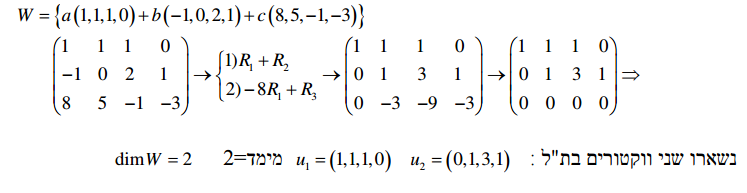 W = {a(1,1,1,0)+b(−1,0,2,1)+c(8,5,−1,−3)}
(1 1 1 0; −1 0 2 1; 8 5 −1 −3) → {1)R₁ + R₂; 2)−8R₁ + R₃ → (1 1 1 0; 0 1 3 1; 0 −3 −9 −3) → (1 1 1 0; 0 1 3 1; 0 0 0 0) ⇒
נשארו שני ווקטורים בת"ל : u₁ = (1,1,1,0) u₂ = (0,1,3,1) מימד=2 dim W = 2